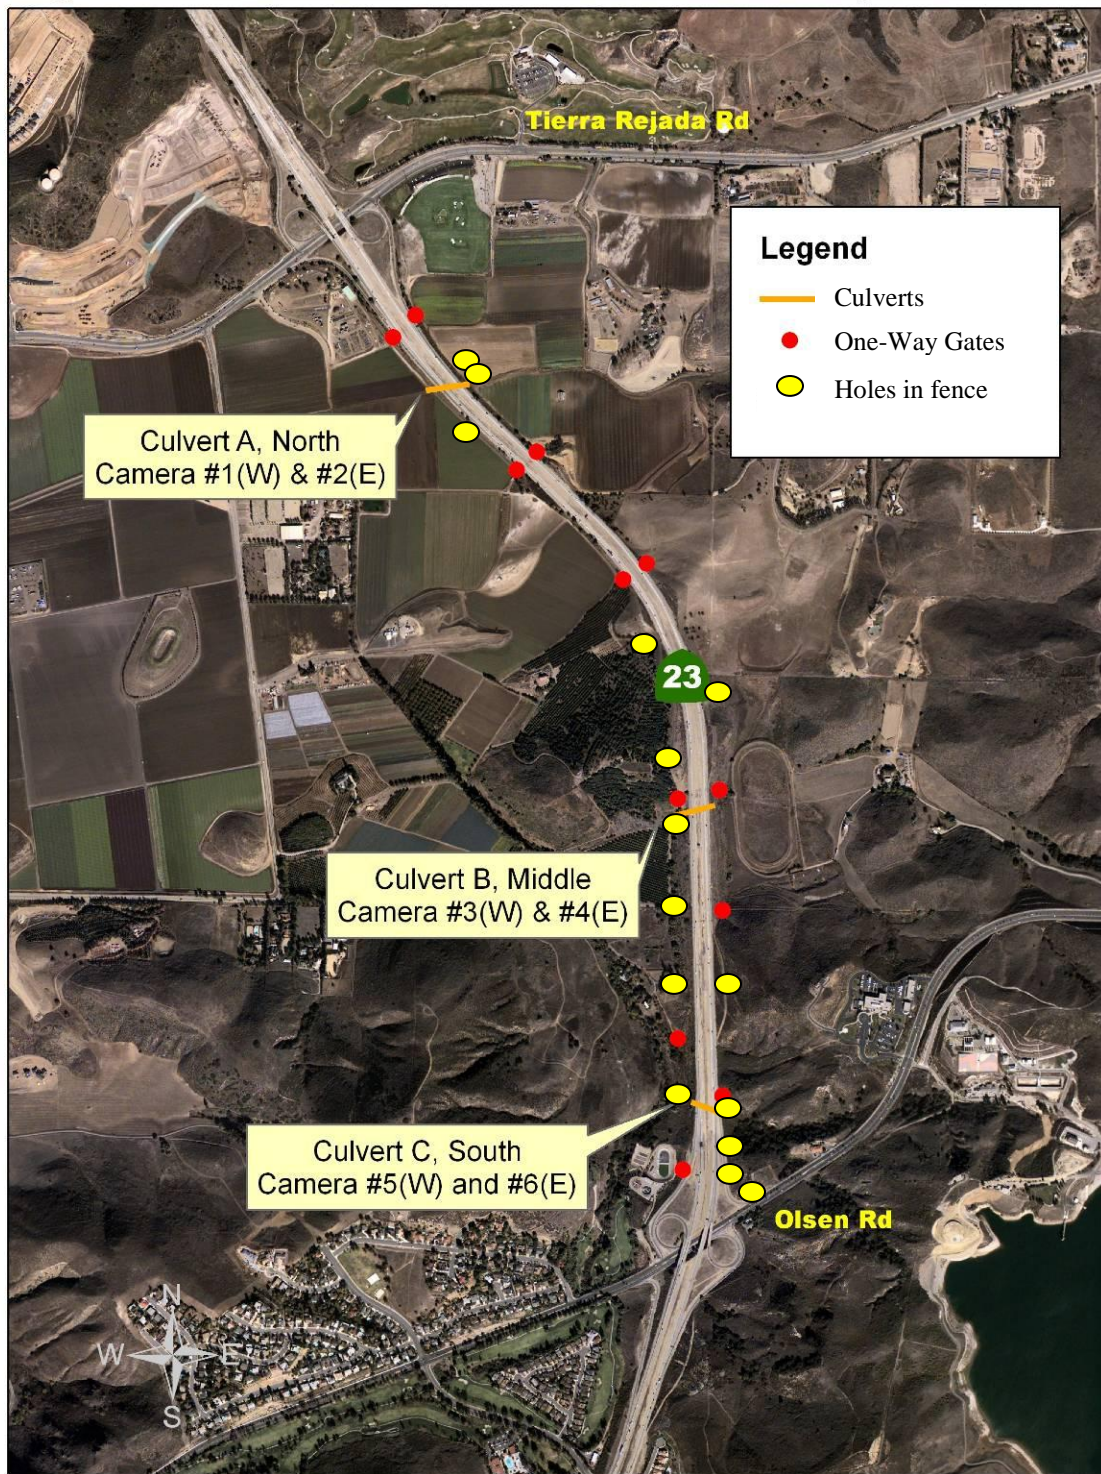 Tierra Rejada Rd
Legend
Culverts
One-Way Gates
Holes in fence
Culvert A, North
Camera #1(W) & #2(E)
23
Culvert B, Middle
Camera #3(W) & #4(E)
Culvert C, South
Camera #5(W) and #6(E)
Olsen Rd
N
W
E
S